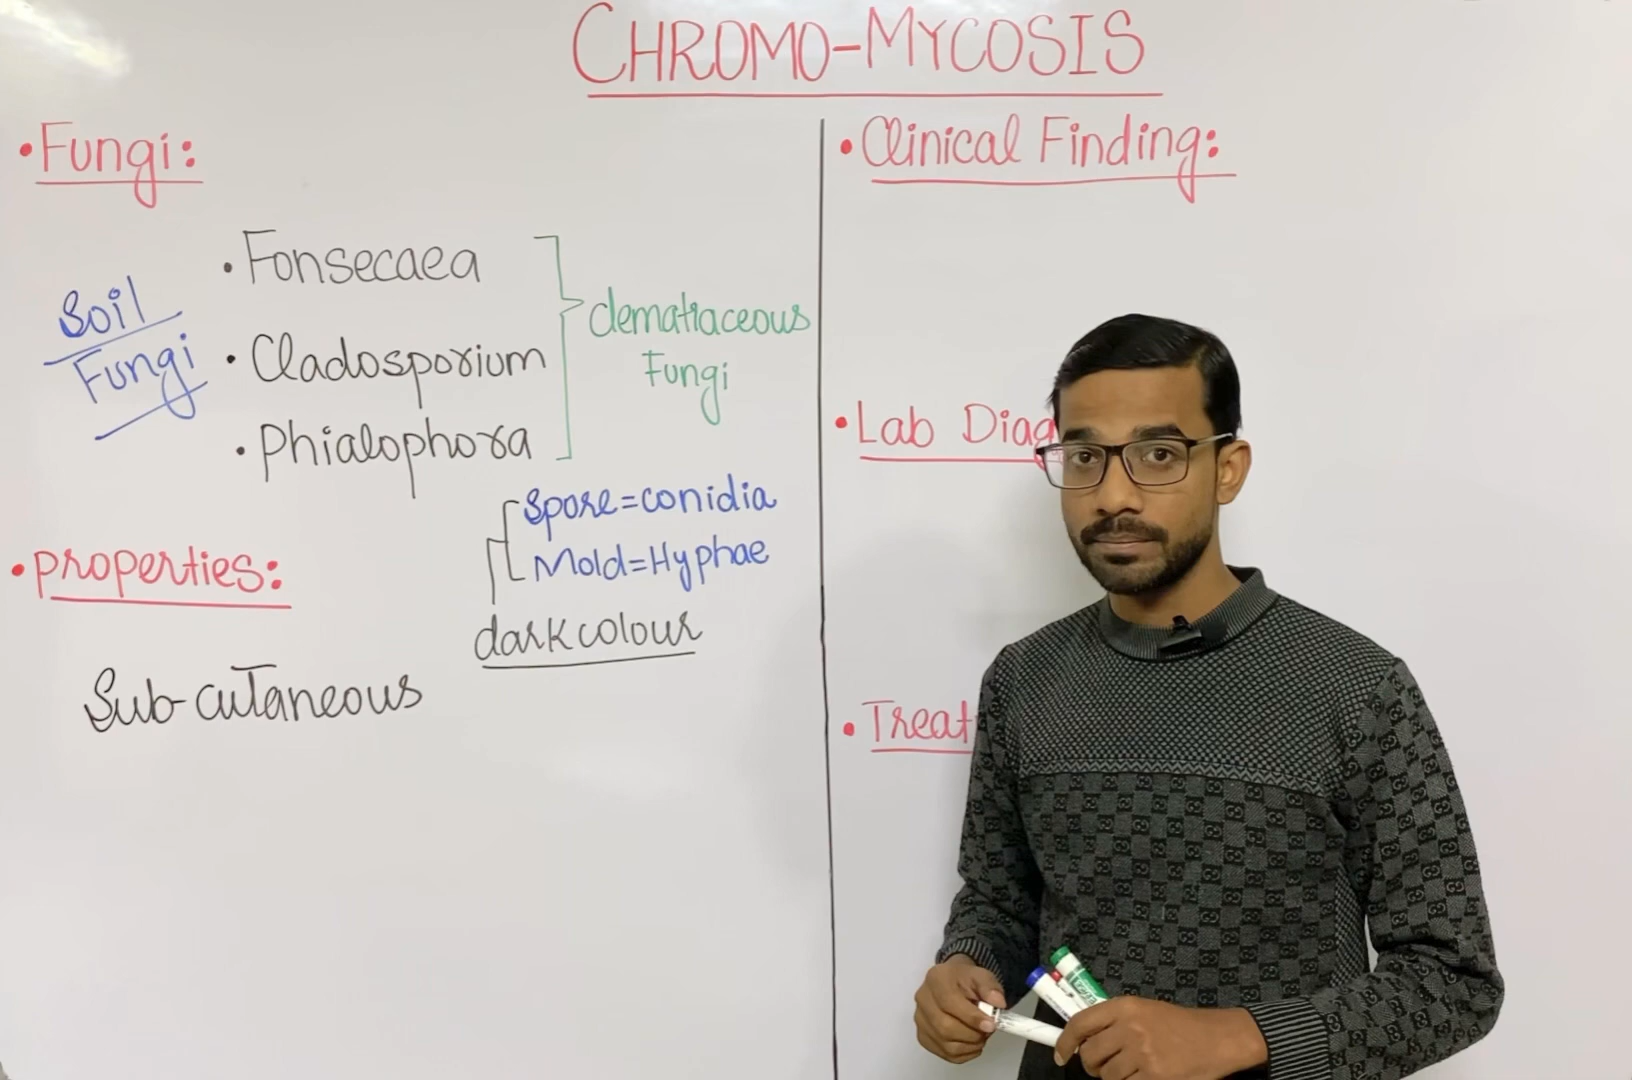 CHROMO-MYCOSIS
• Fungi:
Soil
Fungi
• Fonsecaea
• Cladosporium
• Phialophora
dematiaceous
Fungi
• Properties:
Spore=conidia
Mold=Hyphae
dark colour
Sub-cutaneous
• Clinical Finding:
• Lab Diag
• Treat